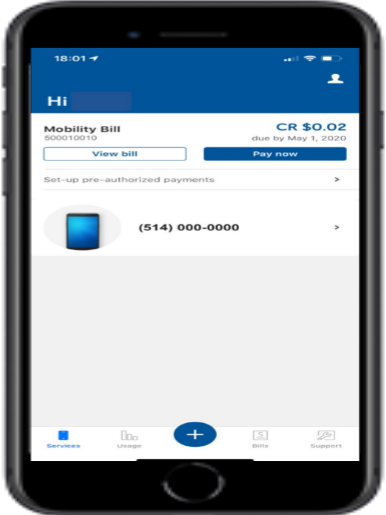 18:01
Hi
Mobility Bill
500010010
CR $0.02
due by May 1, 2020
View bill
Pay now
Set-up pre-authorized payments
(514) 000-0000
Services
Usage
Bills
Support